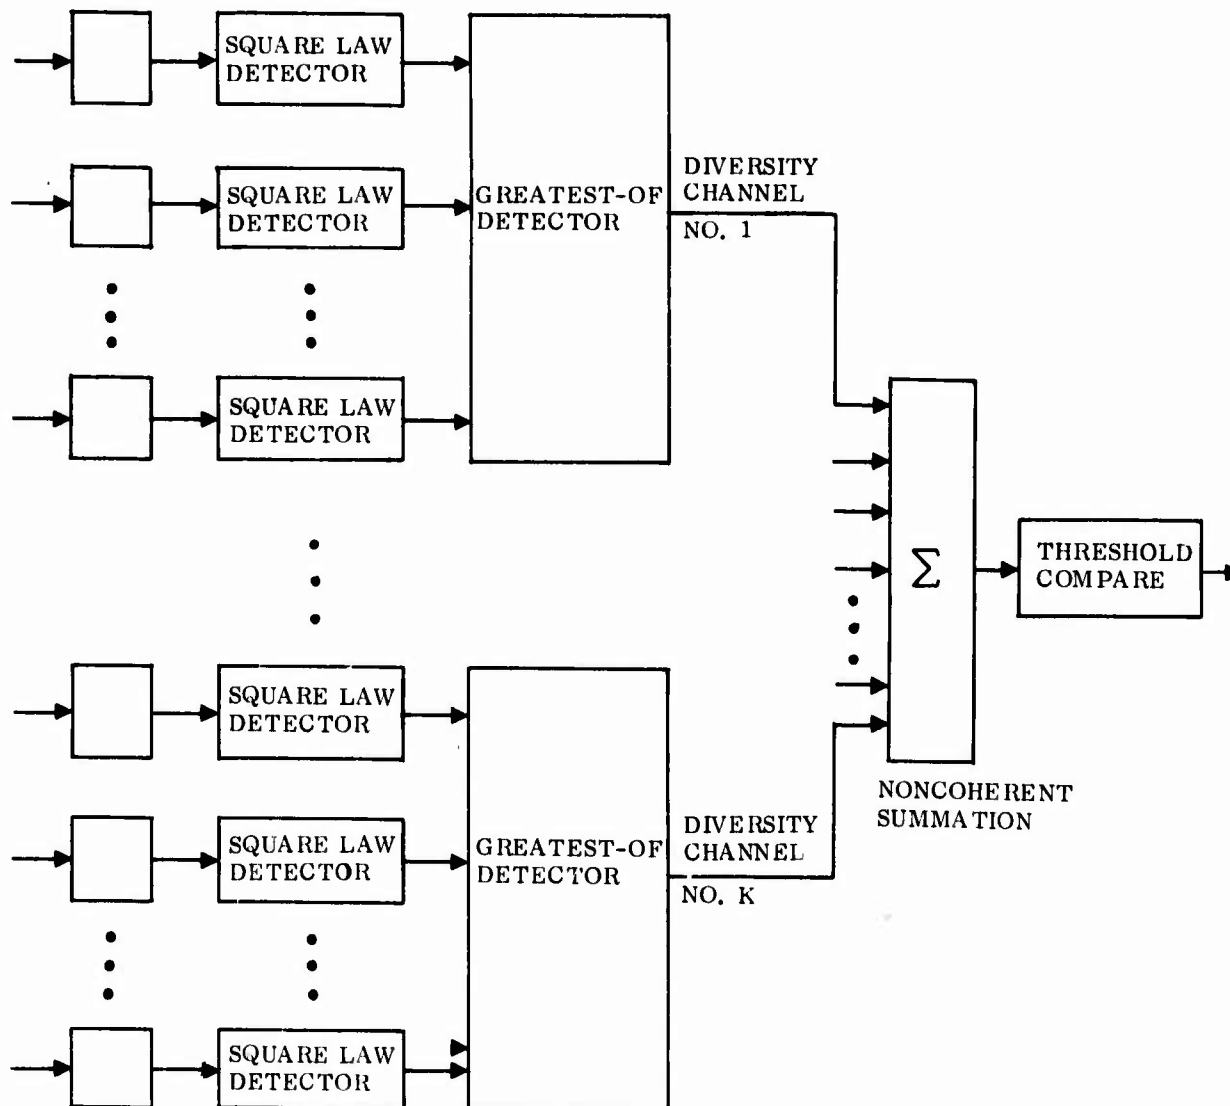 SQUARE LAW
DETECTOR
SQUARE LAW
DETECTOR
GREATEST-OF
DETECTOR
DIVERSITY
CHANNEL
NO. 1
SQUARE LAW
DETECTOR
Σ
THRESHOLD
COMPARE
NONCOHERENT
SUMMATION
SQUARE LAW
DETECTOR
SQUARE LAW
DETECTOR
GREATEST-OF
DETECTOR
DIVERSITY
CHANNEL
NO. K
SQUARE LAW
DETECTOR